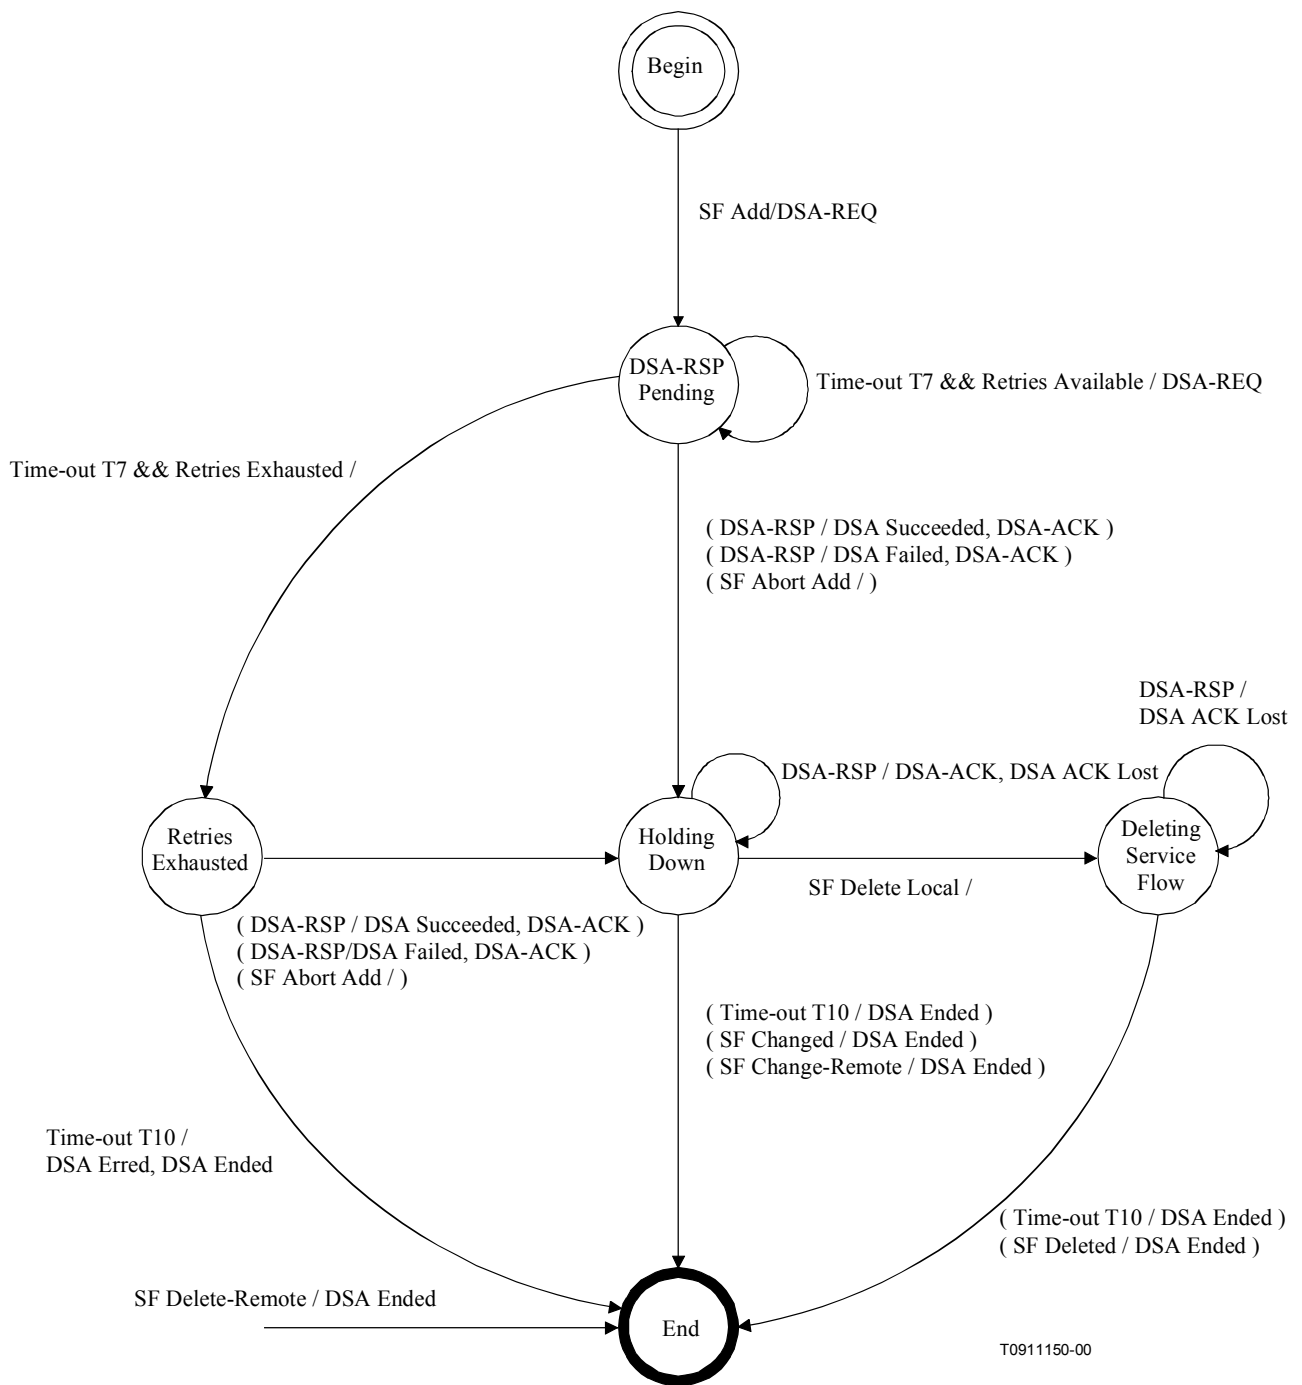 Begin
SF Add/DSA-REQ
DSA-RSP
Pending
Time-out T7 && Retries Available / DSA-REQ
Time-out T7 && Retries Exhausted /
( DSA-RSP / DSA Succeeded, DSA-ACK )
( DSA-RSP / DSA Failed, DSA-ACK )
( SF Abort Add / )
DSA-RSP /
DSA ACK Lost
DSA-RSP / DSA-ACK, DSA ACK Lost
Retries
Exhausted
Holding
Down
Deleting
Service
Flow
SF Delete Local /
( DSA-RSP / DSA Succeeded, DSA-ACK )
( DSA-RSP/DSA Failed, DSA-ACK )
( SF Abort Add / )
( Time-out T10 / DSA Ended )
( SF Changed / DSA Ended )
( SF Change-Remote / DSA Ended )
Time-out T10 /
DSA Erred, DSA Ended
( Time-out T10 / DSA Ended )
( SF Deleted / DSA Ended )
SF Delete-Remote / DSA Ended
End
T0911150-00